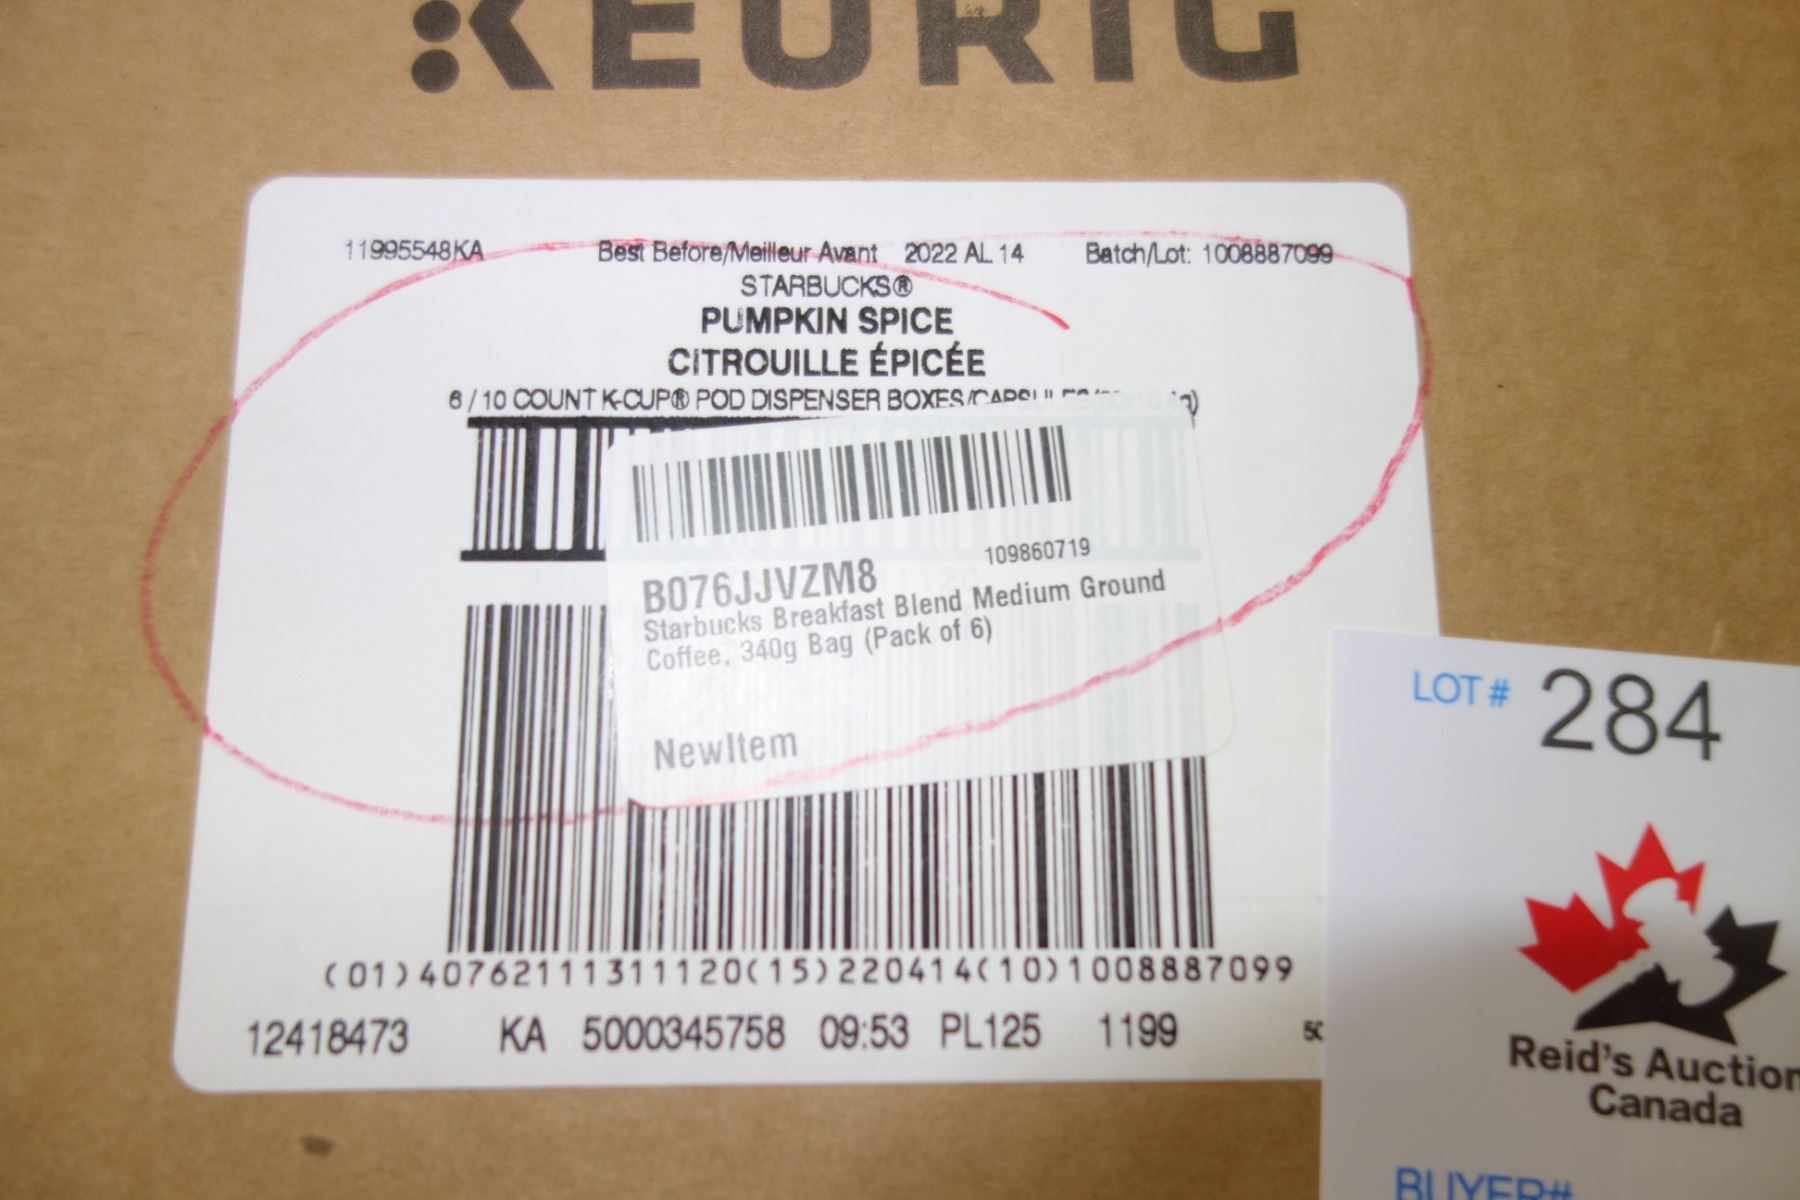 KEURIG
11995548KA Best Before/Meilleur Avant 2022 AL 14 Batch/Lot: 1008887099
STARBUCKS®
PUMPKIN SPICE
CITROUILLE ÉPICÉE
6 / 10 COUNT K-CUP® POD DISPENSER BOXES/CAPSULES
109860719
B076JJVZM8
Starbucks Breakfast Blend Medium Ground
Coffee, 340g Bag (Pack of 6)
NewItem
(01)40762111311120(15)220414(10)1008887099
12418473 KA 5000345758 09:53 PL125 1199
LOT# 284
Reid's Auction
Canada
BUYER#